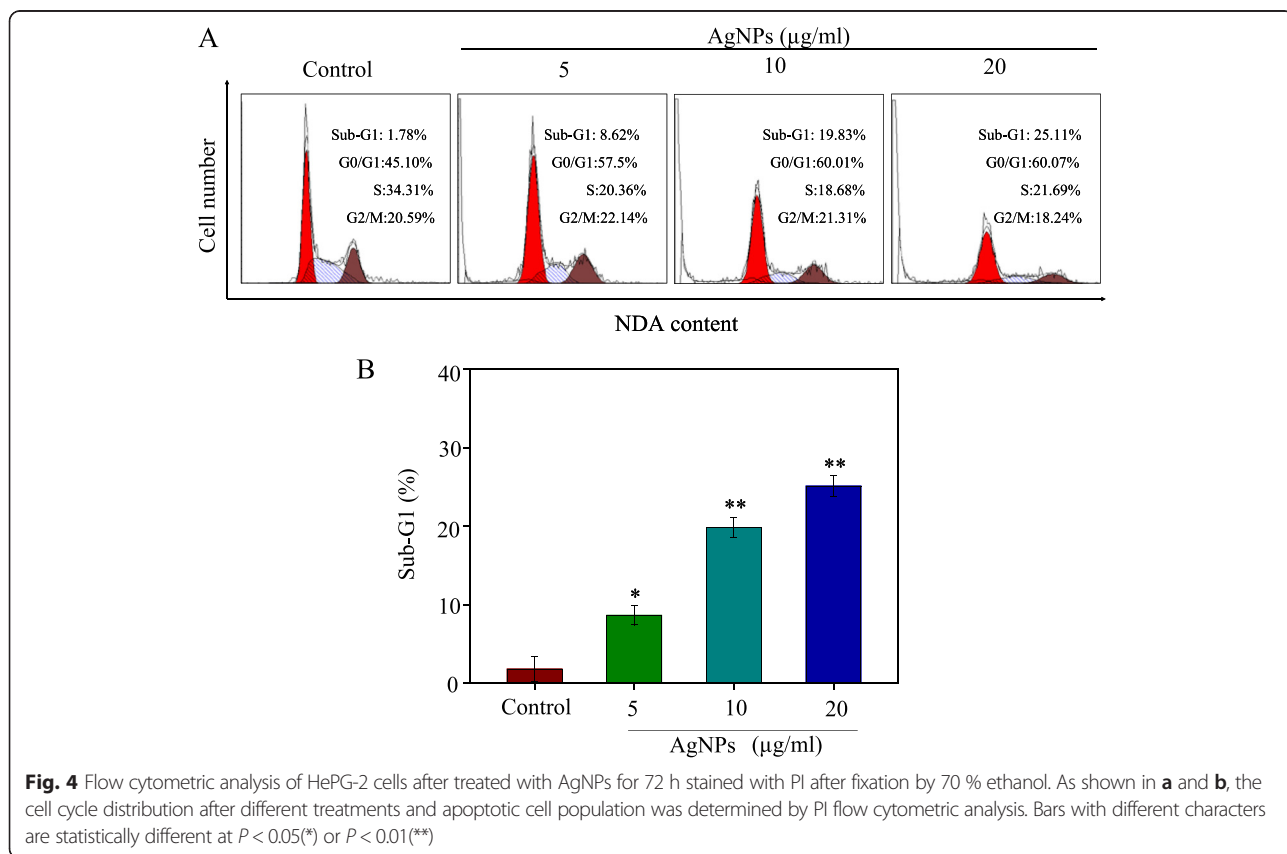 A
AgNPs (µg/ml)
Control 5 10 20
Cell number
Sub-G1: 1.78%
G0/G1:45.10%
S:34.31%
G2/M:20.59%
Sub-G1: 8.62%
G0/G1:57.5%
S:20.36%
G2/M:22.14%
Sub-G1: 19.83%
G0/G1:60.01%
S:18.68%
G2/M:21.31%
Sub-G1: 25.11%
G0/G1:60.07%
S:21.69%
G2/M:18.24%
NDA content
B
Sub-G1 (%)
40
30
20
10
0
*
**
**
Control 5 10 20
AgNPs (µg/ml)
Fig. 4 Flow cytometric analysis of HePG-2 cells after treated with AgNPs for 72 h stained with PI after fixation by 70 % ethanol. As shown in a and b, the
cell cycle distribution after different treatments and apoptotic cell population was determined by PI flow cytometric analysis. Bars with different characters
are statistically different at P < 0.05(*) or P < 0.01(**)